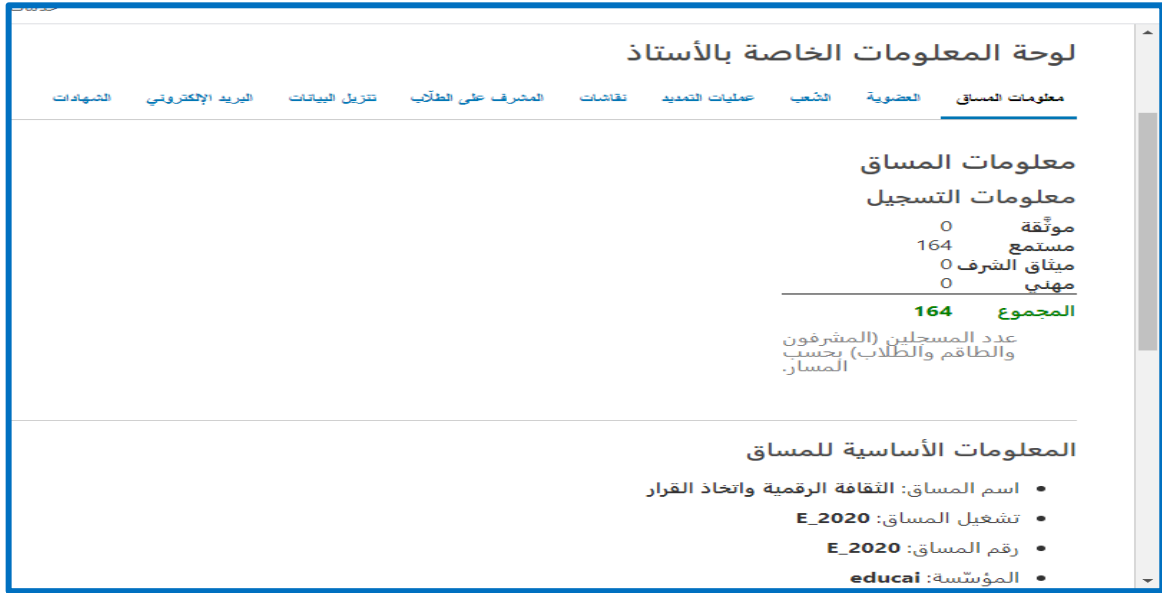 لوحة المعلومات الخاصة بالأستاذ
معلومات المساق العضوية الشعب عمليات التمديد نقاشات المشرف على الطلّاب تنزيل البيانات البريد الإلكتروني الشهادات
معلومات المساق
معلومات التسجيل
موثَّقة 0
مستمع 164
ميثاق الشرف 0
مهني 0
المجموع 164
عدد المسجلين (المشرفون
والطاقم والطلاب) بحسب
المسار.
المعلومات الأساسية للمساق
• اسم المساق: الثقافة الرقمية واتخاذ القرار
• تشغيل المساق: E_2020
• رقم المساق: E_2020
• المؤسّسة: educai